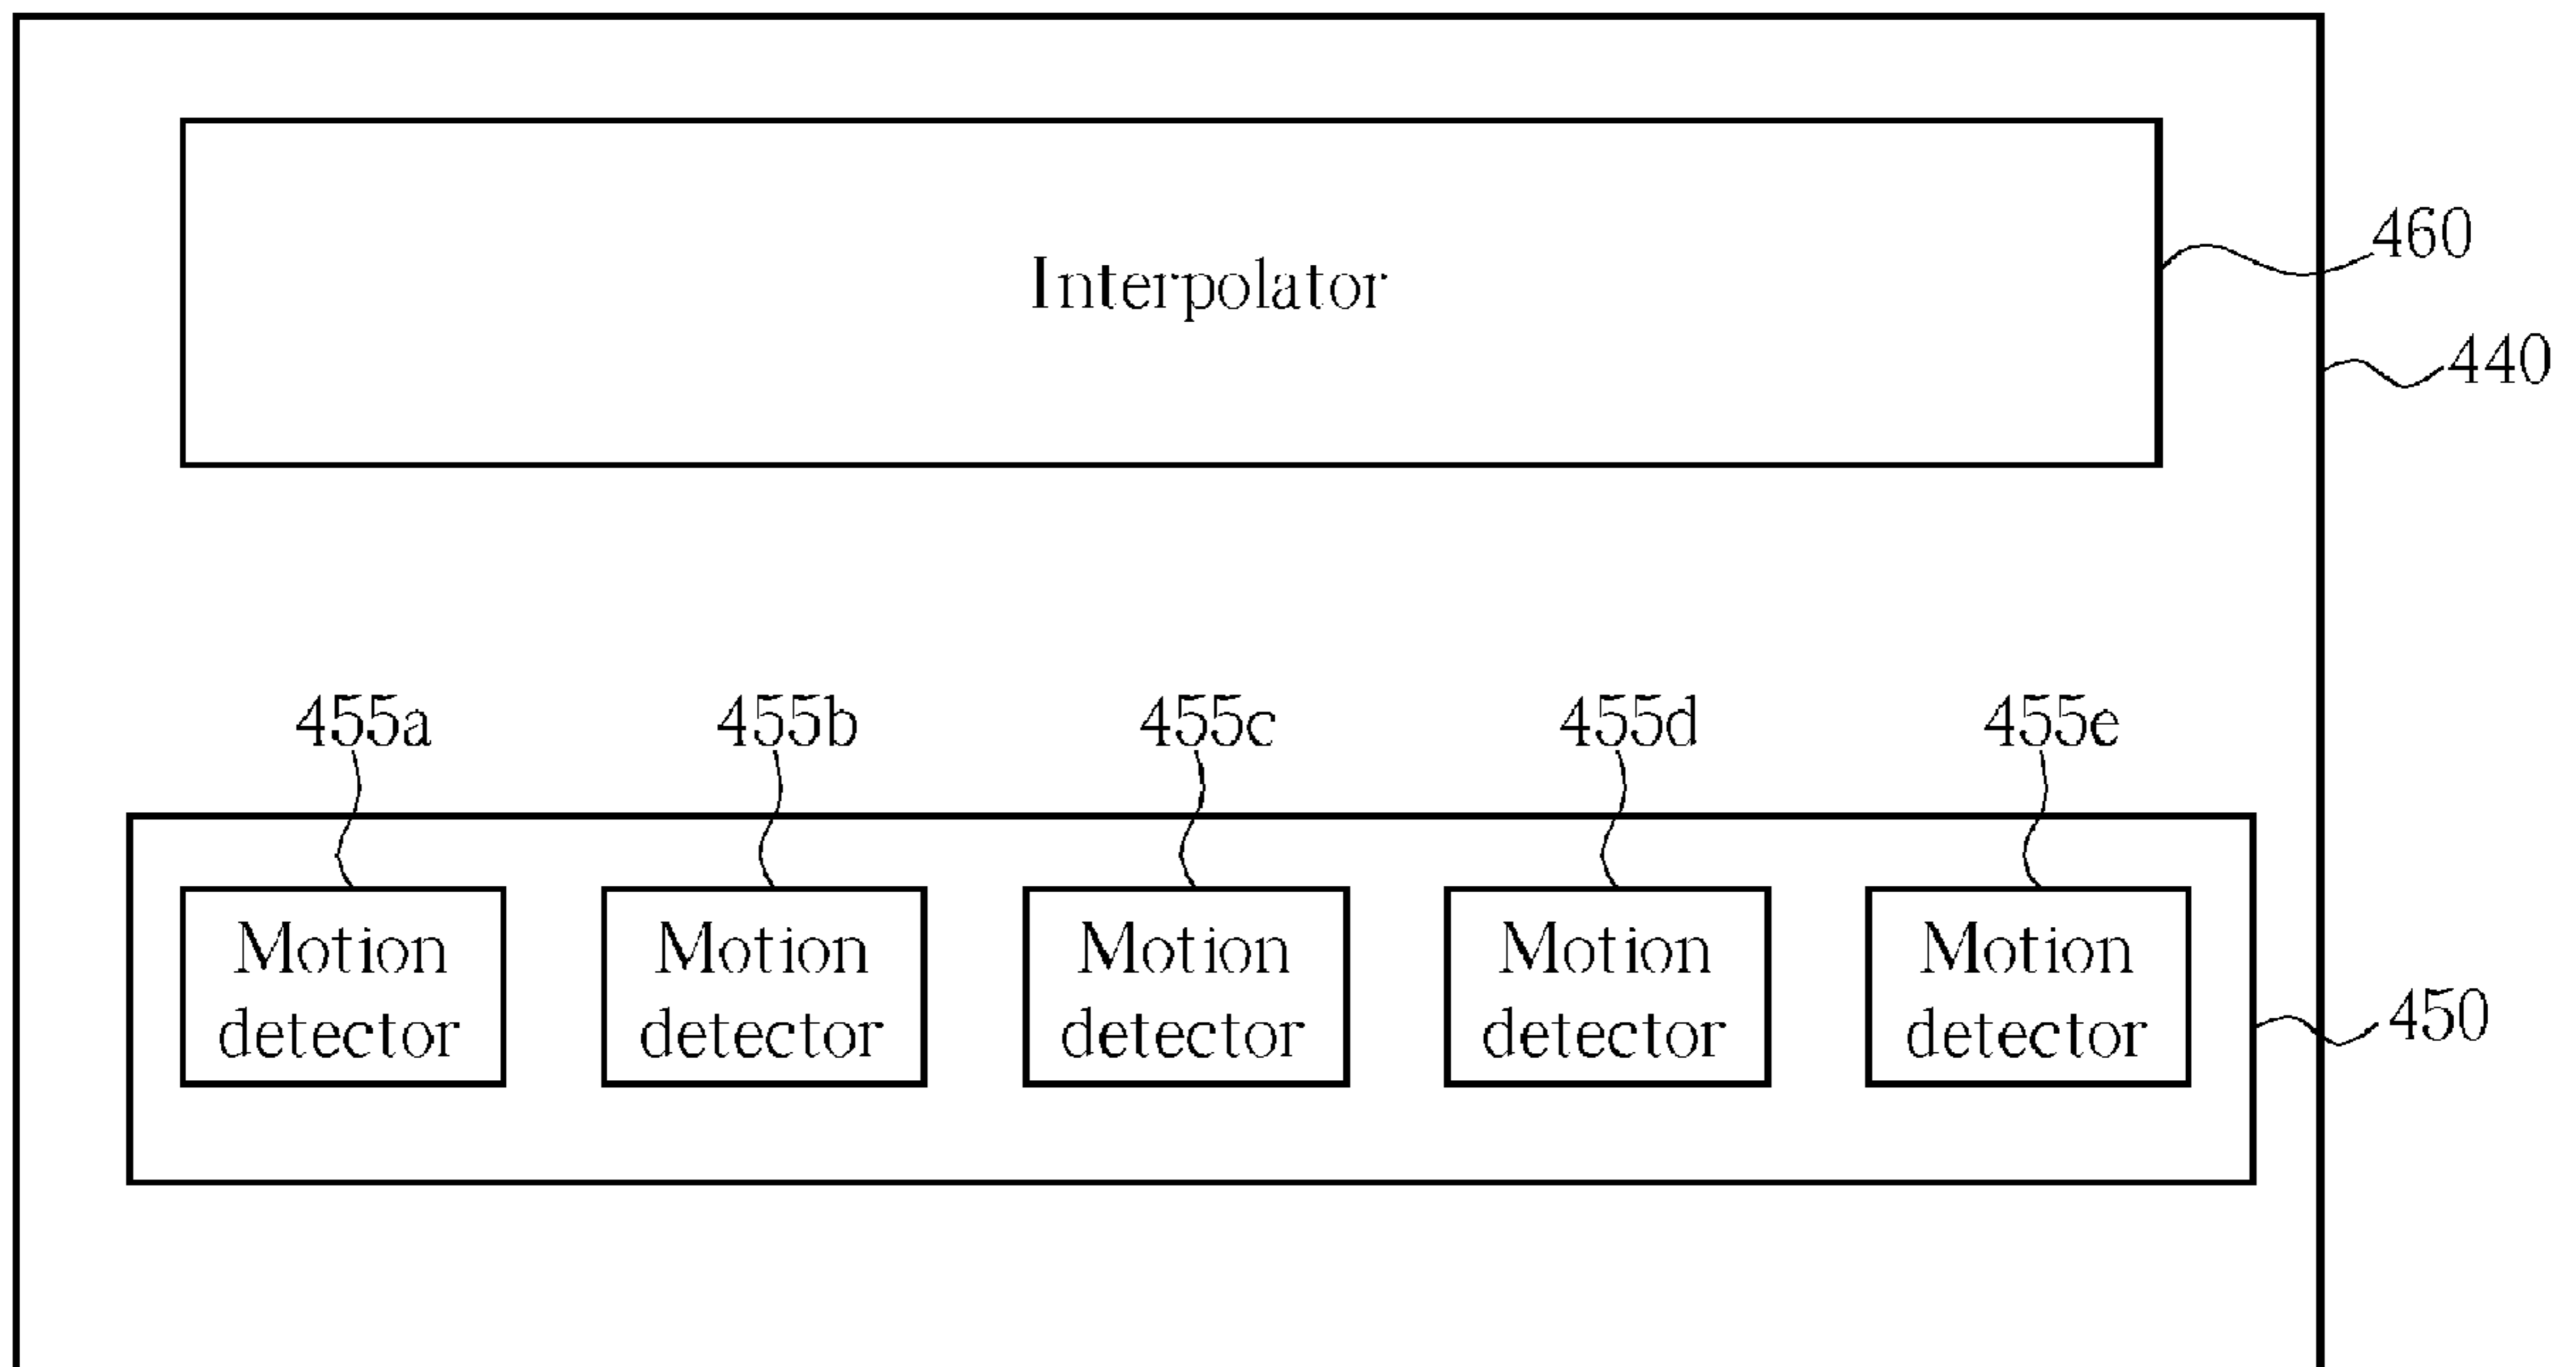 460
Interpolator
440
455a 455b 455c 455d 455e
Motion detector
Motion detector
Motion detector
Motion detector
Motion detector
450